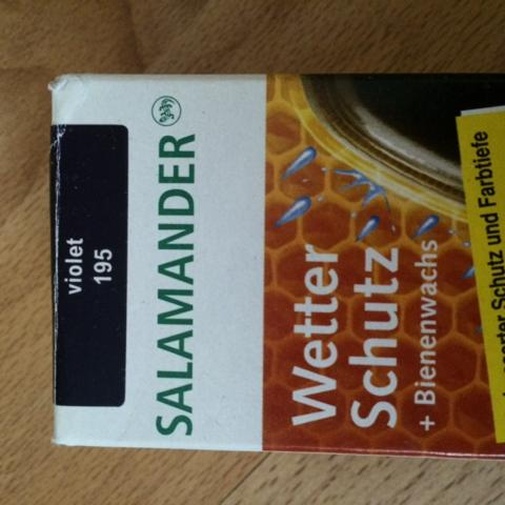 violet
195
SALAMANDER
Wetter
Schutz
+ Bienenwachs
Schutz und Farbtiefe